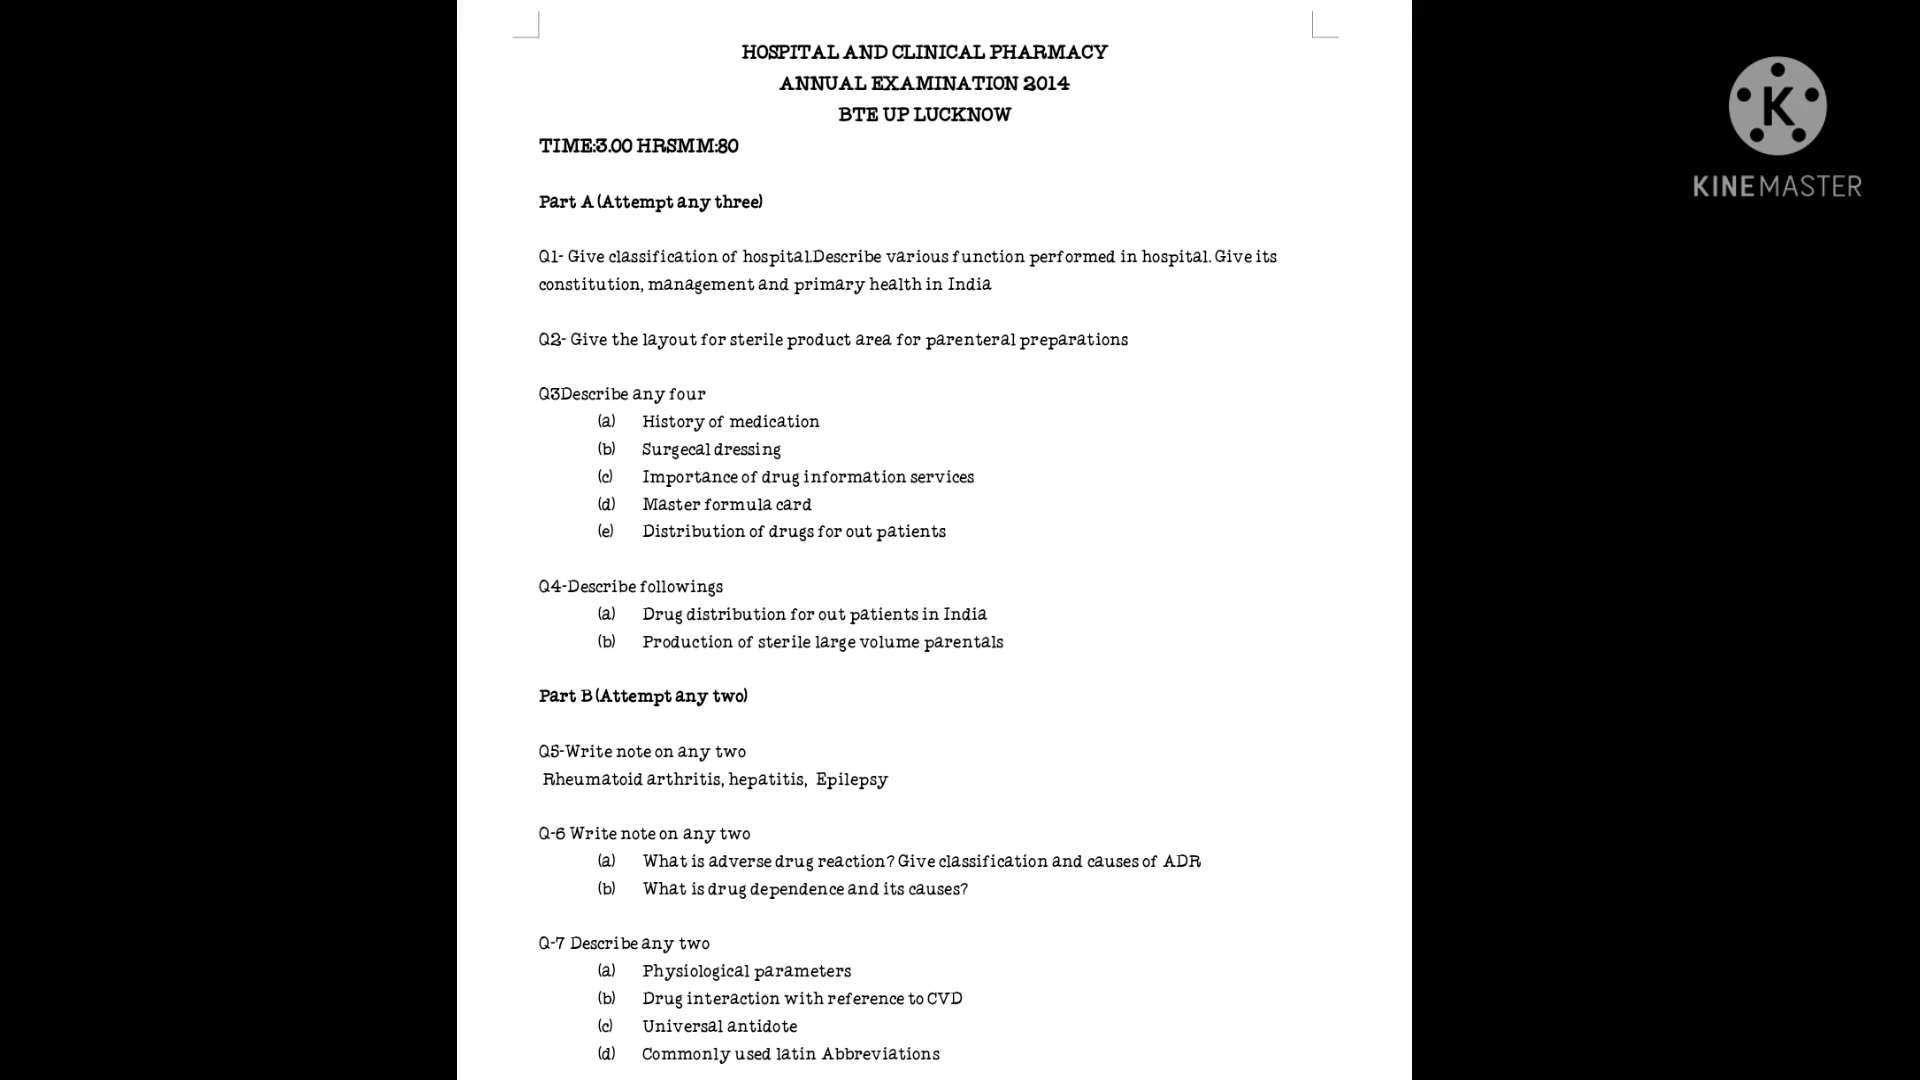 HOSPITAL AND CLINICAL PHARMACY
ANNUAL EXAMINATION 2014
BTE UP LUCKNOW
TIME:3.00 HRSMM:80
Part A (Attempt any three)
Q1- Give classification of hospital.Describe various function performed in hospital. Give its
constitution, management and primary health in India
Q2- Give the layout for sterile product area for parenteral preparations
Q3Describe any four
(a) History of medication
(b) Surgecal dressing
(c) Importance of drug information services
(d) Master formula card
(e) Distribution of drugs for out patients
Q4-Describe followings
(a) Drug distribution for out patients in India
(b) Production of sterile large volume parentals
Part B (Attempt any two)
Q5-Write note on any two
Rheumatoid arthritis, hepatitis, Epilepsy
Q-6 Write note on any two
(a) What is adverse drug reaction? Give classification and causes of ADR
(b) What is drug dependence and its causes?
Q-7 Describe any two
(a) Physiological parameters
(b) Drug interaction with reference to CVD
(c) Universal antidote
(d) Commonly used latin Abbreviations
K
KINEMASTER